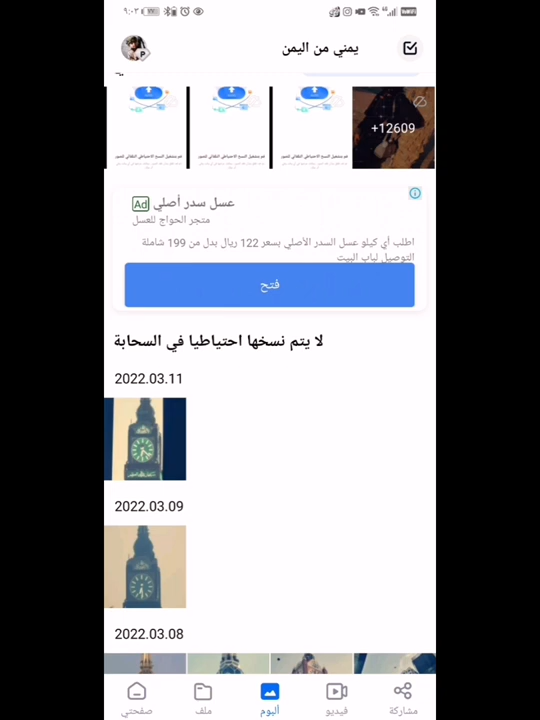 ٩:٠٣
يمني من اليمن
P
+12609
Ad عسل سدر أصلي
متجر الحواج للعسل
اطلب أي كيلو عسل السدر الأصلي بسعر 122 ريال بدل من 199 شاملة
التوصيل لباب البيت
فتح
لا يتم نسخها احتياطيا في السحابة
2022.03.11
2022.03.09
2022.03.08
صفحتي
ملف
ألبوم
فيديو
مشاركة